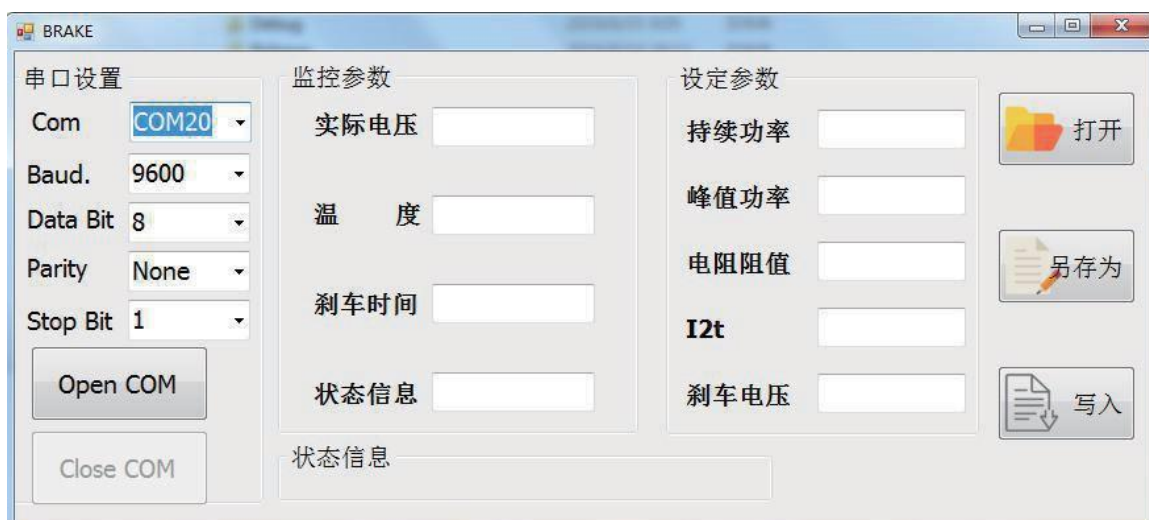 BRAKE
串口设置
Com COM20
Baud. 9600
Data Bit 8
Parity None
Stop Bit 1
Open COM
Close COM
监控参数
实际电压
温 度
刹车时间
状态信息
状态信息
设定参数
持续功率
峰值功率
电阻阻值
I2t
刹车电压
打开
另存为
写入